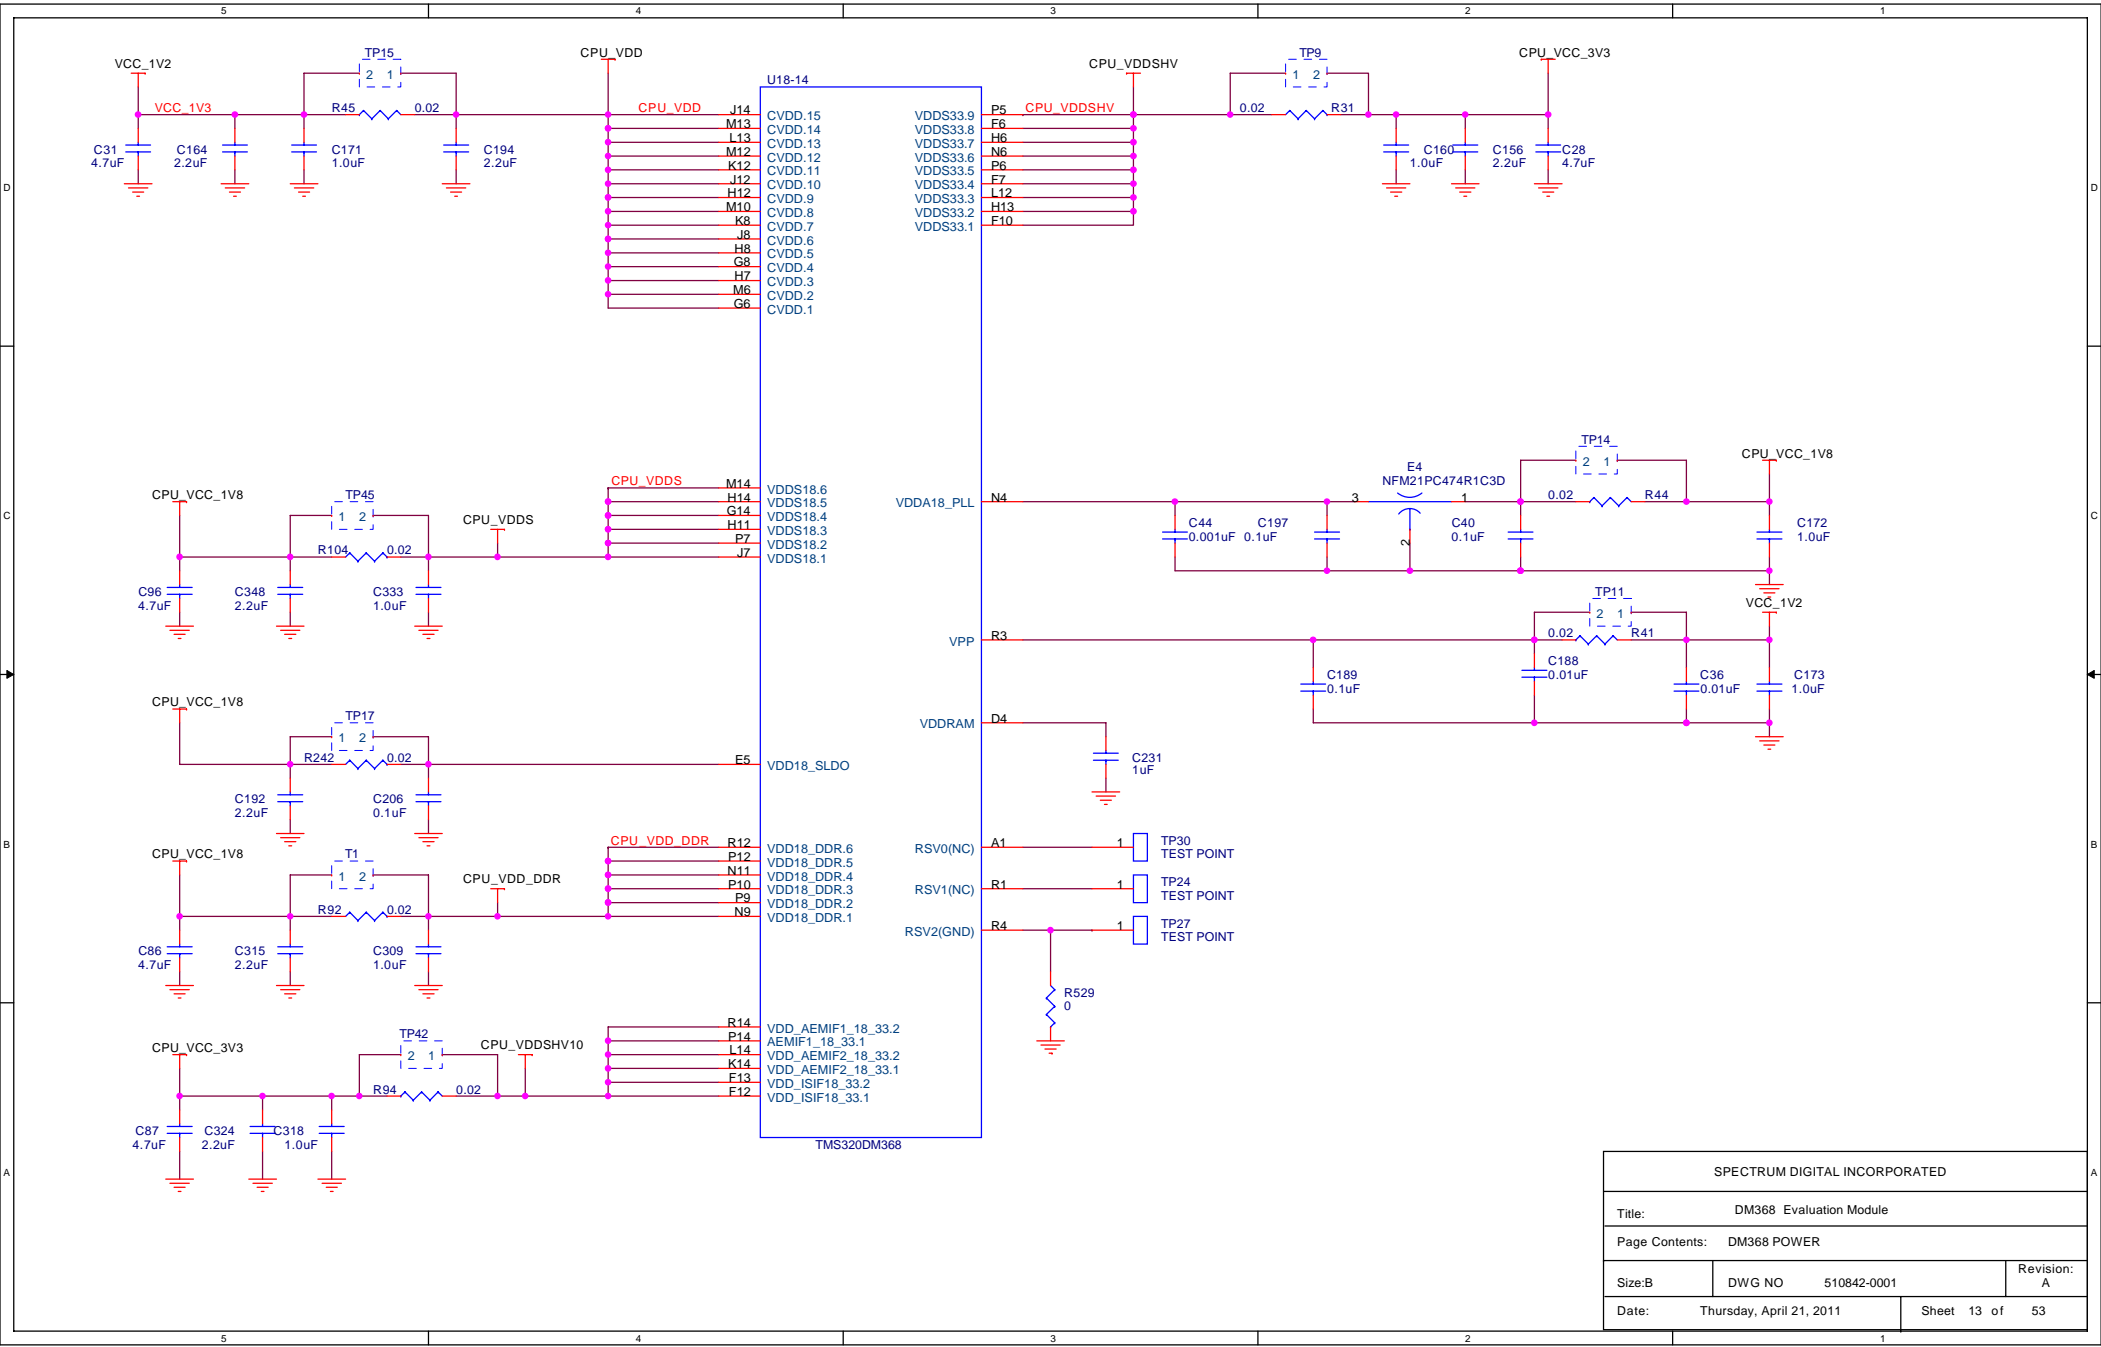 5 4 3 2 1
VCC_1V2
TP15
2 1
CPU_VDD
VCC_1V3
R45 0.02
CPU_VDD
C31
4.7uF
C164
2.2uF
C171
1.0uF
C194
2.2uF
U18-14
J14 CVDD.15
M13 CVDD.14
L13 CVDD.13
M12 CVDD.12
K12 CVDD.11
J12 CVDD.10
H12 CVDD.9
M10 CVDD.8
K8 CVDD.7
J8 CVDD.6
H8 CVDD.5
G8 CVDD.4
H7 CVDD.3
M6 CVDD.2
G6 CVDD.1
CPU_VDDSHV
TP9
1 2
CPU_VCC_3V3
VDDS33.9 P5 CPU_VDDSHV
VDDS33.8 F6
VDDS33.7 H6
VDDS33.6 N6
VDDS33.5 P6
VDDS33.4 F7
VDDS33.3 L12
VDDS33.2 H13
VDDS33.1 F10
0.02 R31
C160
1.0uF
C156
2.2uF
C28
4.7uF
D D
CPU_VCC_1V8
TP45
1 2
CPU_VDDS
CPU_VDDS
R104 0.02
C96
4.7uF
C348
2.2uF
C333
1.0uF
M14 VDDS18.6
H14 VDDS18.5
G14 VDDS18.4
H11 VDDS18.3
P7 VDDS18.2
J7 VDDS18.1
VDDA18_PLL N4
E4
NFM21PC474R1C3D
3 1
2
TP14
2 1
0.02 R44
CPU_VCC_1V8
C44
0.001uF
C197
0.1uF
C40
0.1uF
C172
1.0uF
C C
VPP R3
TP11
2 1
0.02 R41
VCC_1V2
C189
0.1uF
C188
0.01uF
C36
0.01uF
C173
1.0uF
CPU_VCC_1V8
TP17
1 2
R242 0.02
E5 VDD18_SLDO
C192
2.2uF
C206
0.1uF
VDDRAM D4
C231
1uF
CPU_VCC_1V8
T1
1 2
CPU_VDD_DDR
CPU_VDD_DDR
R92 0.02
C86
4.7uF
C315
2.2uF
C309
1.0uF
R12 VDD18_DDR.6
P12 VDD18_DDR.5
N11 VDD18_DDR.4
P10 VDD18_DDR.3
P9 VDD18_DDR.2
N9 VDD18_DDR.1
RSV0(NC) A1 1 TP30
TEST POINT
RSV1(NC) R1 1 TP24
TEST POINT
RSV2(GND) R4 1 TP27
TEST POINT
R529
0
B B
CPU_VCC_3V3
TP42
2 1
CPU_VDDSHV10
R94 0.02
C87
4.7uF
C324
2.2uF
C318
1.0uF
R14 VDD_AEMIF1_18_33.2
P14 AEMIF1_18_33.1
L14 VDD_AEMIF2_18_33.2
K14 VDD_AEMIF2_18_33.1
F13 VDD_ISIF18_33.2
F12 VDD_ISIF18_33.1
TMS320DM368
A A
SPECTRUM DIGITAL INCORPORATED
Title: DM368 Evaluation Module
Page Contents: DM368 POWER
Size:B DWG NO 510842-0001 Revision:
A
Date: Thursday, April 21, 2011 Sheet 13 of 53
5 4 3 2 1